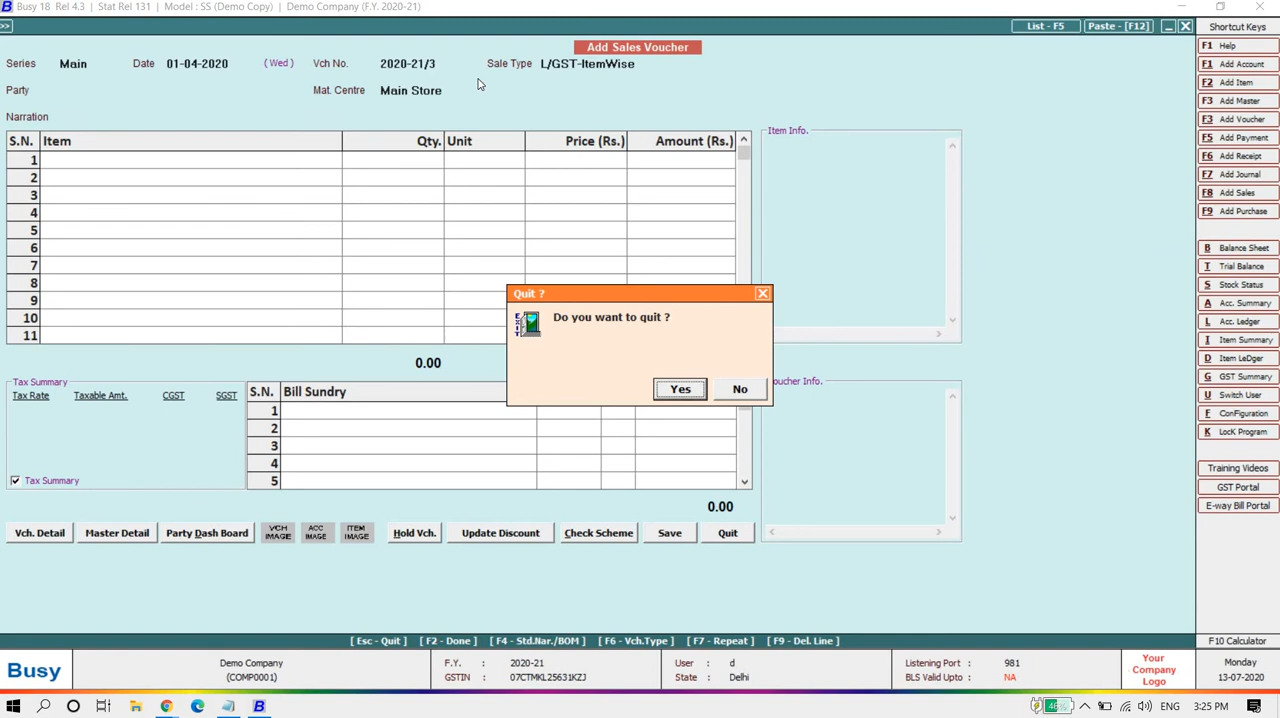 Busy 18 Rel 4.3 | Stat Rel 131 | Model : SS (Demo Copy) | Demo Company (F.Y. 2020-21)
>> List - F5 Paste - [F12] Shortcut Keys
Add Sales Voucher
Series Main Date 01-04-2020 (Wed.) Vch No. 2020-21/3 Sale Type L/GST-ItemWise
Party Mat. Centre Main Store
Narration
S.N. Item Qty. Unit Price (Rs.) Amount (Rs.)
1
2
3
4
5
6
7
8
9
10
11
0.00
Item Info.
Quit ?
Do you want to quit ?
Yes No
Tax Summary
Tax Rate Taxable Amt. CGST SGST
Tax Summary
S.N. Bill Sundry
1
2
3
4
5
0.00
oucher Info.
Vch. Detail Master Detail Party Dash Board VCH IMAGE ACC IMAGE ITEM IMAGE Hold Vch. Update Discount Check Scheme Save Quit
F1 Help
F1 Add Account
F2 Add Item
F3 Add Master
F3 Add Voucher
F5 Add Payment
F6 Add Receipt
F7 Add Journal
F8 Add Sales
F9 Add Purchase
B Balance Sheet
T Trial Balance
S Stock Status
A Acc. Summary
L Acc. Ledger
I Item Summary
D Item LeDger
G GST Summary
U Switch User
F ConFiguration
K LocK Program
Training Videos
GST Portal
E-way Bill Portal
[ Esc - Quit ] [ F2 - Done ] [ F4 - Std.Nar./BOM ] [ F6 - Vch.Type ] [ F7 - Repeat ] [ F9 - Del. Line ] F10 Calculator
Busy
Demo Company
(COMP0001)
F.Y. : 2020-21
GSTIN : 07CTMKL25631KZJ
User : d
State : Delhi
Listening Port : 981
BLS Valid Upto : NA
Your
Company
Logo
Monday
13-07-2020
46% ENG 3:25 PM